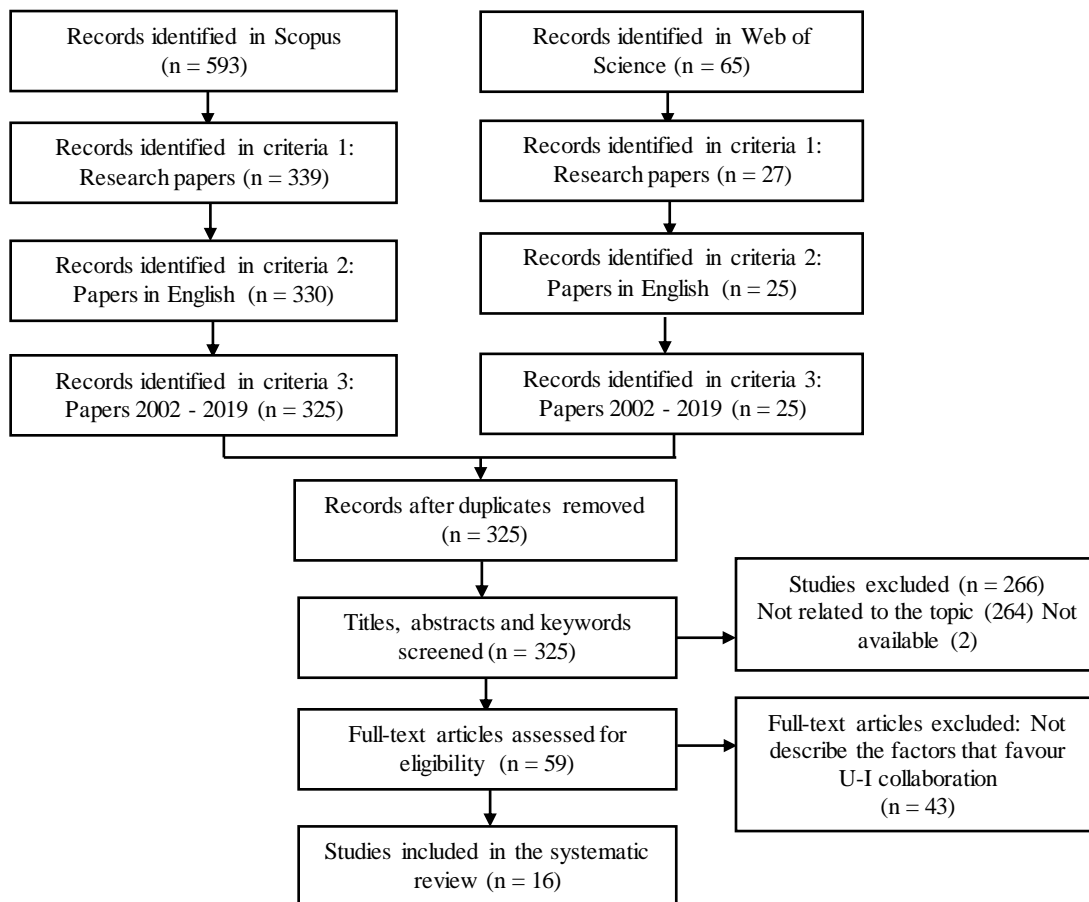 Records identified in Scopus
(n = 593)
Records identified in Web of
Science (n = 65)
Records identified in criteria 1:
Research papers (n = 339)
Records identified in criteria 1:
Research papers (n = 27)
Records identified in criteria 2:
Papers in English (n = 330)
Records identified in criteria 2:
Papers in English (n = 25)
Records identified in criteria 3:
Papers 2002 - 2019 (n = 325)
Records identified in criteria 3:
Papers 2002 - 2019 (n = 25)
Records after duplicates removed
(n = 325)
Titles, abstracts and keywords
screened (n = 325)
Studies excluded (n = 266)
Not related to the topic (264) Not
available (2)
Full-text articles assessed for
eligibility (n = 59)
Full-text articles excluded: Not
describe the factors that favour
U-I collaboration
(n = 43)
Studies included in the systematic
review (n = 16)